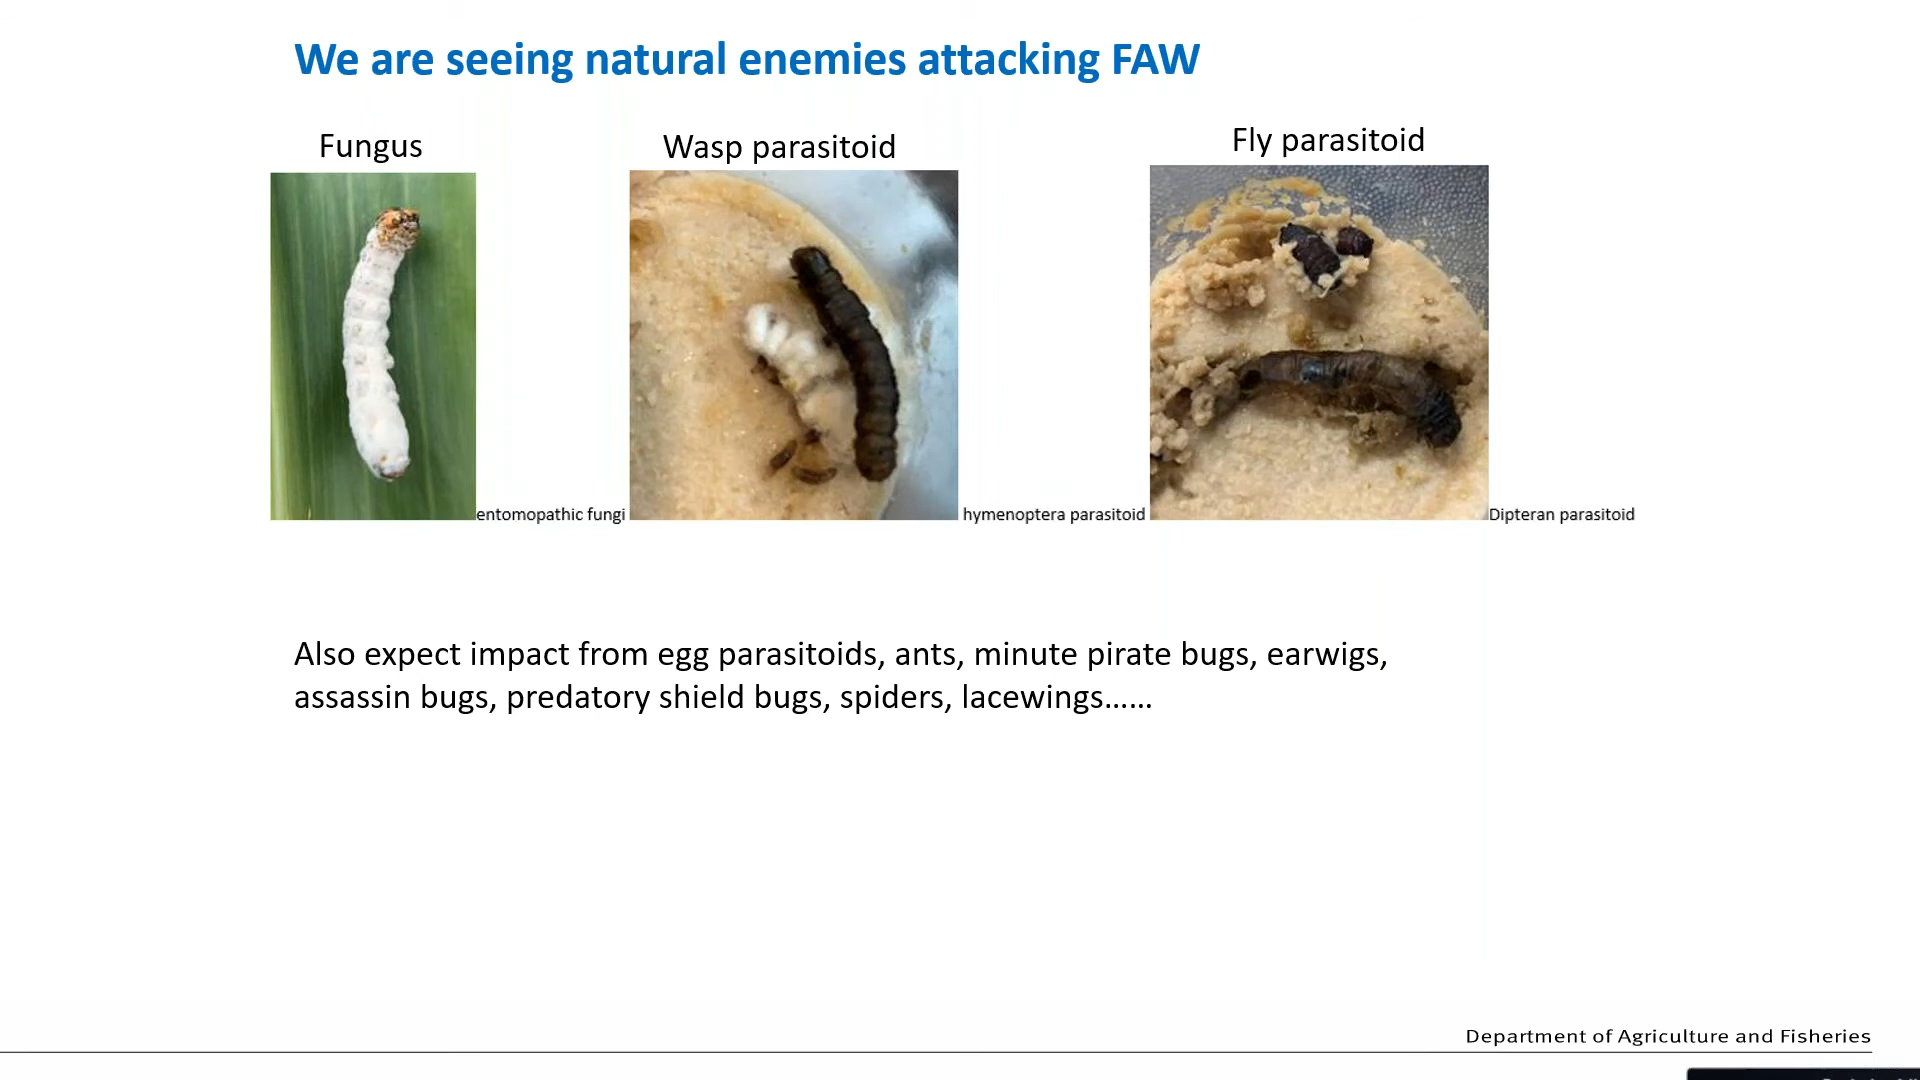 We are seeing natural enemies attacking FAW
Fungus
Wasp parasitoid
Fly parasitoid
entomopathic fungi
hymenoptera parasitoid
Dipteran parasitoid
Also expect impact from egg parasitoids, ants, minute pirate bugs, earwigs,
assassin bugs, predatory shield bugs, spiders, lacewings......
Department of Agriculture and Fisheries